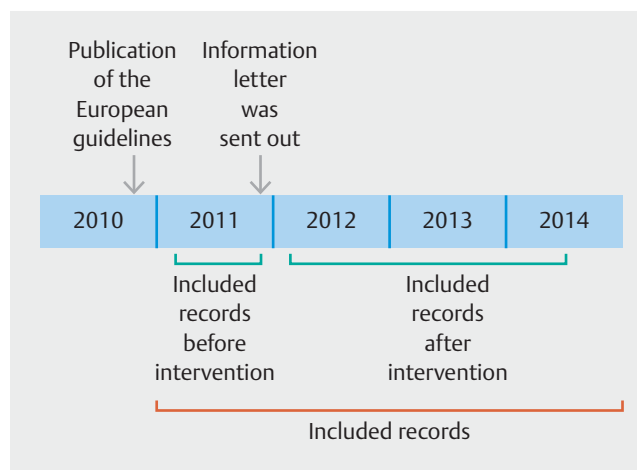 Publication
of the
European
guidelines
Information
letter
was
sent out
2010 2011 2012 2013 2014
Included
records
before
intervention
Included
records
after
intervention
Included records